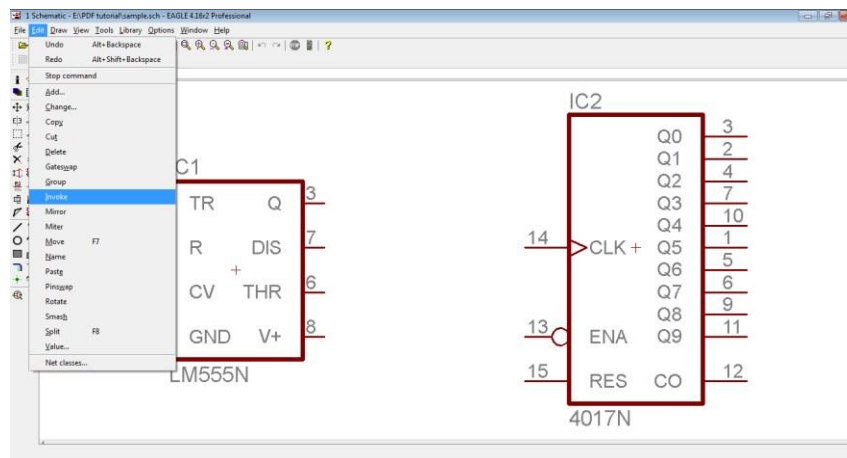 1 Schematic - E:\PDF tutorial\sample.sch - EAGLE 4.16r2 Professional
File Edit Draw View Tools Library Options Window Help
Undo Alt+Backspace
Redo Alt+Shift+Backspace
Stop command
Add...
Change...
Copy
Cut
Delete
Gateswap
Group
Invoke
Mirror
Miter
Move F7
Name
Paste
Pinswap
Rotate
Smash
Split F8
Value...
Net classes...
C1
TR Q 3
R DIS 7
CV THR 6
GND V+ 8
LM555N
IC2
Q0 3
Q1 2
Q2 4
Q3 7
Q4 10
14 CLK Q5 1
Q6 5
Q7 6
Q8 9
13 ENA Q9 11
15 RES CO 12
4017N